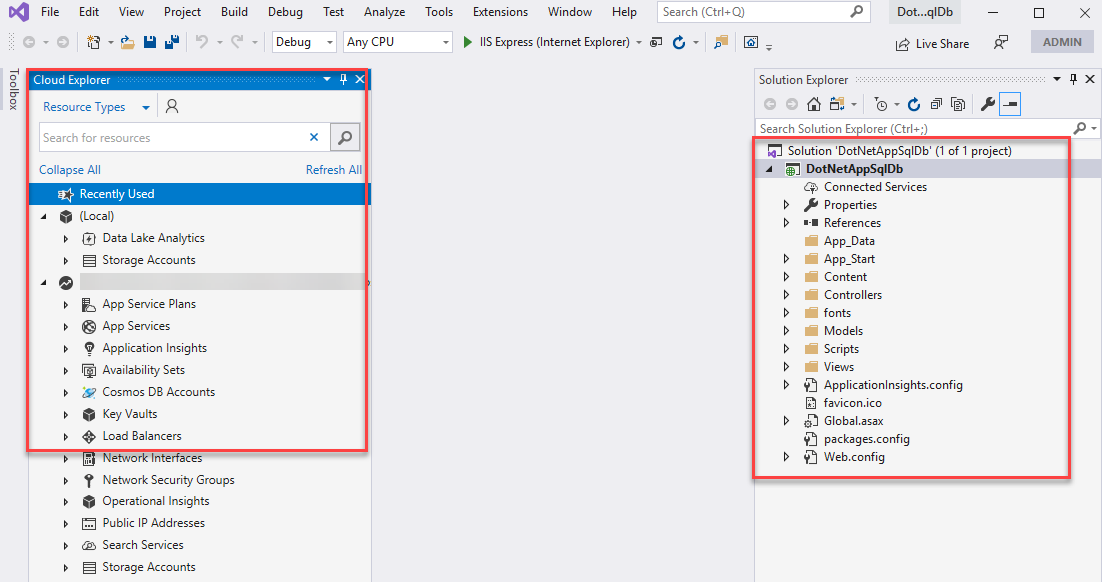 File Edit View Project Build Debug Test Analyze Tools Extensions Window Help Search (Ctrl+Q) Dot...qlDb
Debug Any CPU IIS Express (Internet Explorer) Live Share ADMIN
Toolbox
Cloud Explorer
Resource Types
Search for resources
Collapse All Refresh All
Recently Used
(Local)
Data Lake Analytics
Storage Accounts
App Service Plans
App Services
Application Insights
Availability Sets
Cosmos DB Accounts
Key Vaults
Load Balancers
Network Interfaces
Network Security Groups
Operational Insights
Public IP Addresses
Search Services
Storage Accounts
Solution Explorer
Search Solution Explorer (Ctrl+;)
Solution 'DotNetAppSqlDb' (1 of 1 project)
DotNetAppSqlDb
Connected Services
Properties
References
App_Data
App_Start
Content
Controllers
fonts
Models
Scripts
Views
ApplicationInsights.config
favicon.ico
Global.asax
packages.config
Web.config